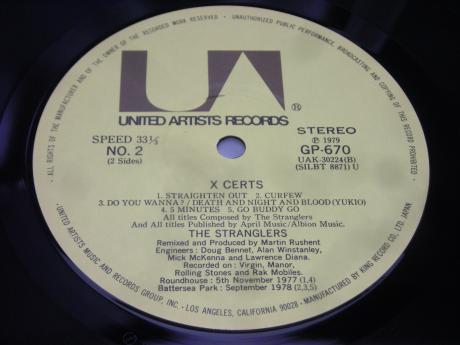 · ALL RIGHTS OF THE MANUFACTURER AND OF THE OWNER OF THE RECORDED WORK RESERVED · UNAUTHORIZED PUBLIC PERFORMANCE, BROADCASTING AND COPYING OF THIS RECORD PROHIBITED ·
UA
®
UNITED ARTISTS RECORDS
SPEED 33⅓
NO. 2
(2 Sides)
STEREO
Ⓟ 1979
GP-670
UAK-30224(B)
(SILBT 8871) U
X CERTS
1. STRAIGHTEN OUT 2. CURFEW
3. DO YOU WANNA? / DEATH AND NIGHT AND BLOOD (YUKIO)
4. 5 MINUTES 5. GO BUDDY GO
All titles Composed by The Stranglers
And All titles Published by April Music/Albion Music.
THE STRANGLERS
Remixed and Produced by Martin Rushent
Engineers : Doug Bennet, Alan Winstanley,
Mick McKenna and Lawrence Diana.
Recorded on : Virgin, Manor,
Rolling Stones and Rak Mobiles.
Roundhouse : 5th November 1977 (1,4)
Battersea Park : September 1978 (2,3,5)
· UNITED ARTISTS MUSIC AND RECORDS GROUP, INC. · LOS ANGELES, CALIFORNIA 90028 · MANUFACTURED BY KING RECORD CO., LTD. JAPAN